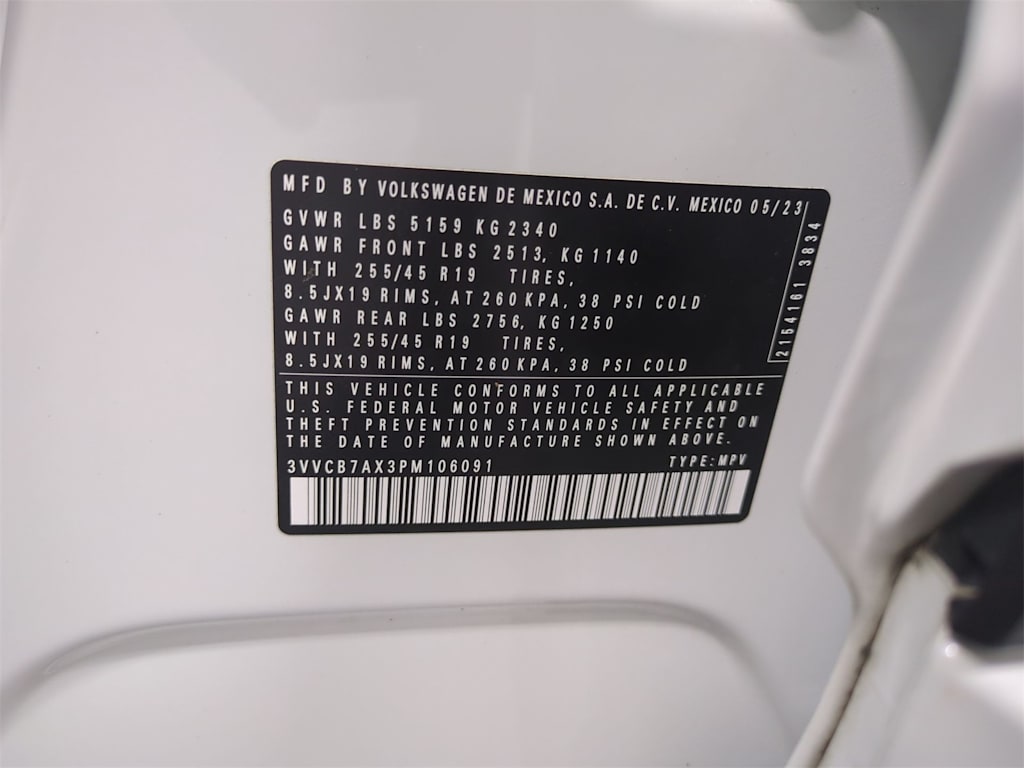 MFD BY VOLKSWAGEN DE MEXICO S.A. DE C.V. MEXICO 05/23
GVWR LBS 5159 KG 2340
GAWR FRONT LBS 2513, KG 1140
WITH 255/45 R19 TIRES,
8.5JX19 RIMS, AT 260 KPA, 38 PSI COLD
GAWR REAR LBS 2756, KG 1250
WITH 255/45 R19 TIRES,
8.5JX19 RIMS, AT 260 KPA, 38 PSI COLD
2154161 3834
THIS VEHICLE CONFORMS TO ALL APPLICABLE
U.S. FEDERAL MOTOR VEHICLE SAFETY AND
THEFT PREVENTION STANDARDS IN EFFECT ON
THE DATE OF MANUFACTURE SHOWN ABOVE.
3VVCB7AX3PM106091 TYPE: MPV